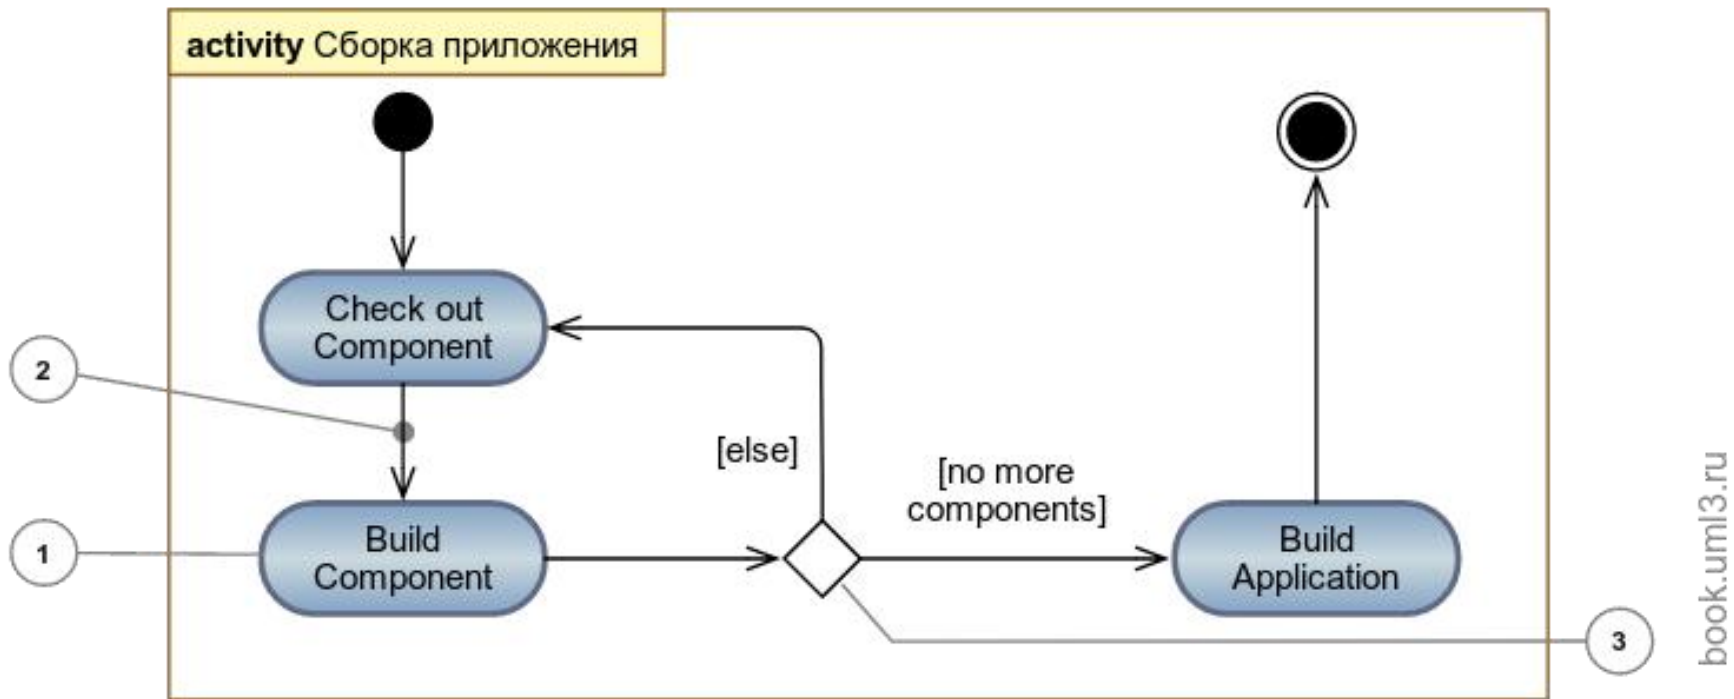 activity Сборка приложения
Check out
Component
2
[else]
[no more
components]
Build
Component
1
Build
Application
3
book.uml3.ru